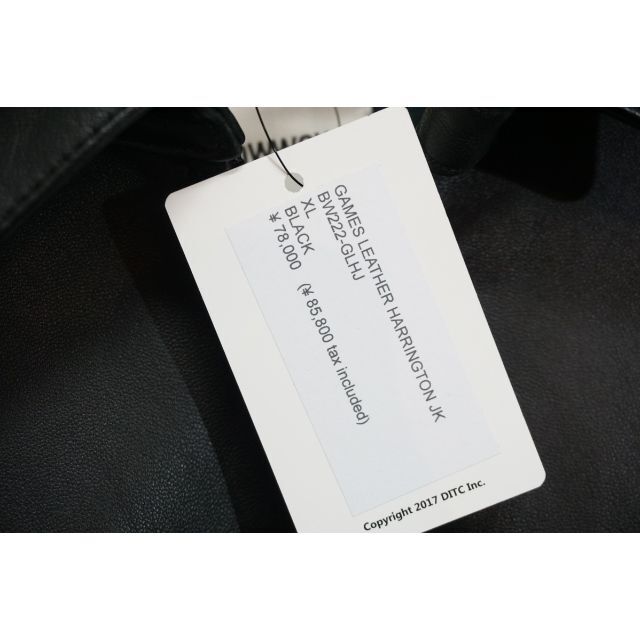 GAMES LEATHER HARRINGTON JK
BW222-GLHJ
XL
BLACK
¥ 78,000 (¥ 85,800 tax included)
Copyright 2017 DITC Inc.